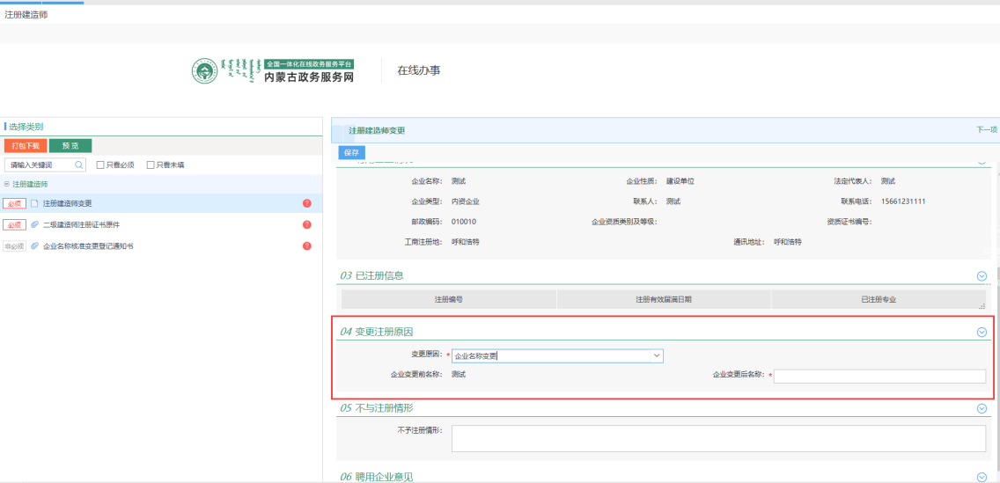 注册建造师
全国一体化在线政务服务平台
内蒙古政务服务网
在线办事
选择类别
打包下载 预览
请输入关键词 只看必须 只看未填
注册建造师
必须 注册建造师变更 ?
必须 二级建造师注册证书原件 ?
非必须 企业名称核准变更登记通知书 ?
注册建造师变更 下一项
保存
企业名称: 测试 企业性质: 建设单位 法定代表人: 测试
企业类型: 内资企业 联系人: 测试 联系电话: 15661231111
邮政编码: 010010 企业资质类别及等级: 资质证书编号:
工商注册地: 呼和浩特 通讯地址: 呼和浩特
03 已注册信息
注册编号 注册有效届满日期 已注册专业
04 变更注册原因
变更原因: * 企业名称变更
企业变更前名称: 测试 企业变更后名称: *
05 不与注册情形
不予注册情形:
06 聘用企业意见